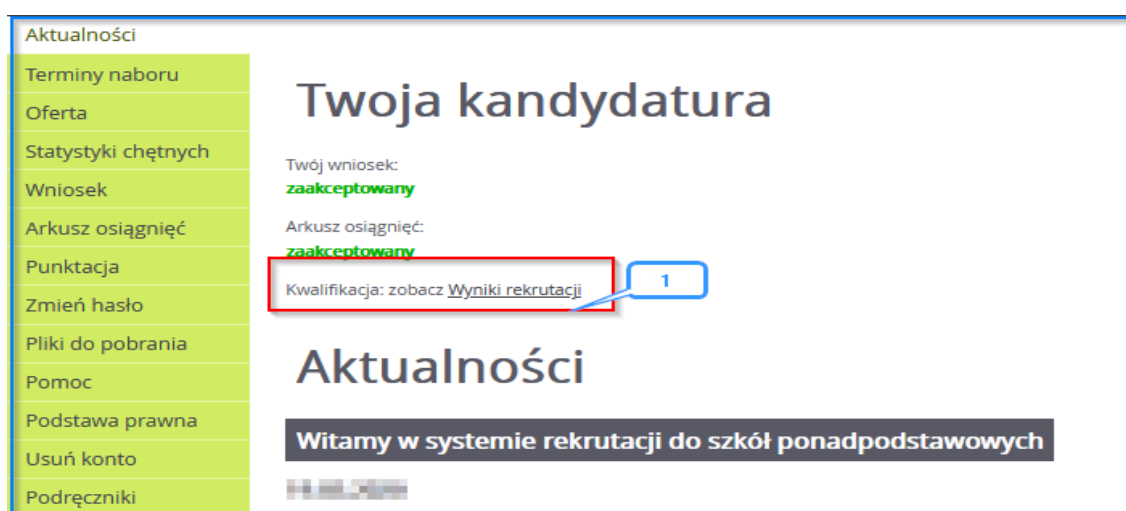 Aktualności
Terminy naboru
Oferta
Statystyki chętnych
Wniosek
Arkusz osiągnięć
Punktacja
Zmień hasło
Pliki do pobrania
Pomoc
Podstawa prawna
Usuń konto
Podręczniki
Twoja kandydatura
Twój wniosek:
zaakceptowany
Arkusz osiągnięć:
zaakceptowany
Kwalifikacja: zobacz Wyniki rekrutacji
1
Aktualności
Witamy w systemie rekrutacji do szkół ponadpodstawowych